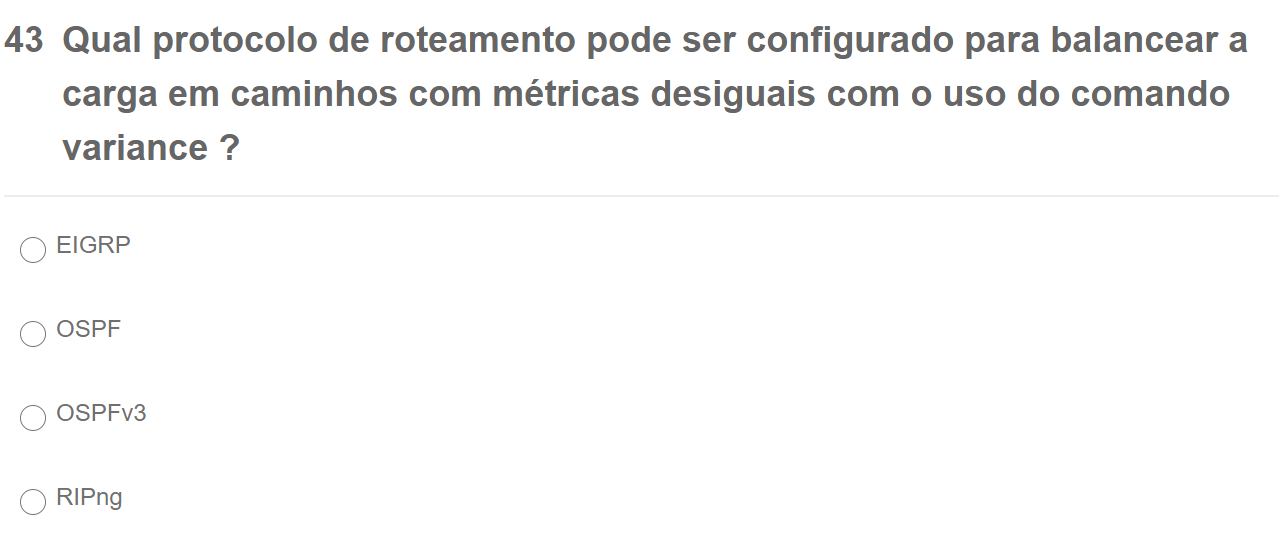 43 Qual protocolo de roteamento pode ser configurado para balancear a
carga em caminhos com métricas desiguais com o uso do comando
variance ?
EIGRP
OSPF
OSPFv3
RIPng